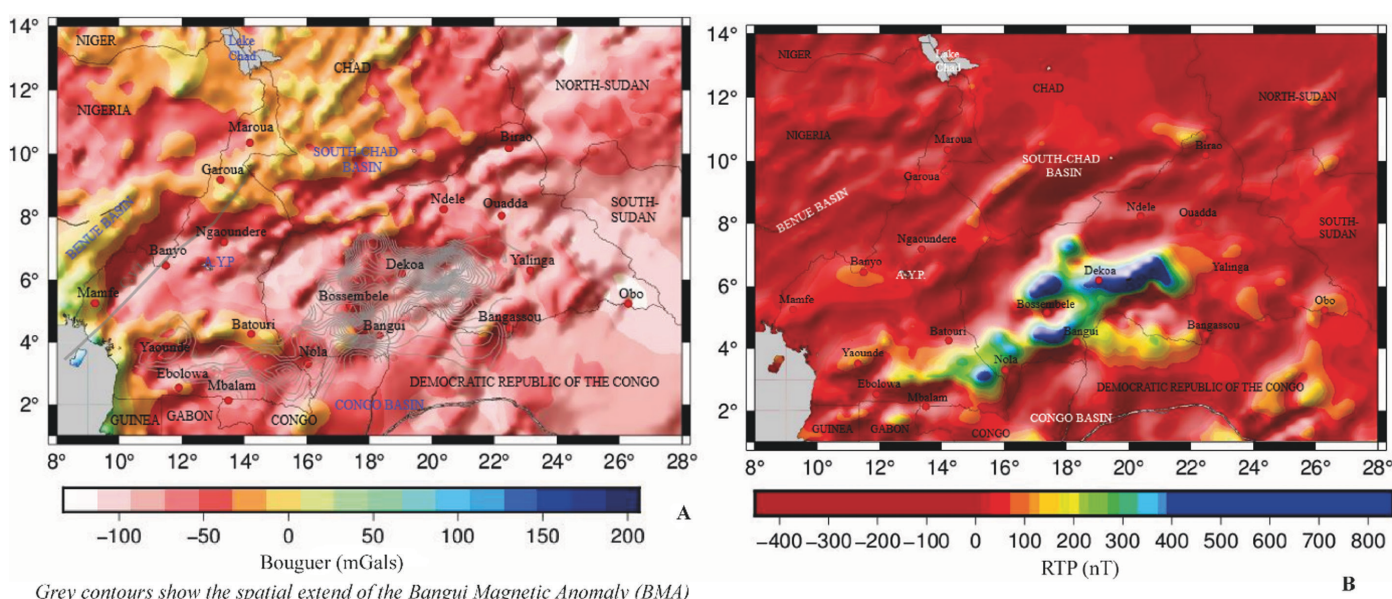 14°
12°
10°
8°
6°
4°
2°
8° 10° 12° 14° 16° 18° 20° 22° 24° 26° 28°
NIGER
Lake
Chad
CHAD
NORTH-SUDAN
NIGERIA
Maroua
Birao
SOUTH-CHAD
BASIN
Garoua
BENUE BASIN
Ndele
Ouadda
SOUTH-
SUDAN
Ngaoundere
Banyo
A.Y.P.
Dekoa
Yalinga
Mamfe
Bossembele
Obo
Batouri
Bangui
Bangassou
Yaounde
Nola
Ebolowa
Mbalam
DEMOCRATIC REPUBLIC OF THE CONGO
GUINEA
GABON
CONGO
CONGO BASIN
−100 −50 0 50 100 150 200
Bouguer (mGals)
A
Grey contours show the spatial extend of the Bangui Magnetic Anomaly (BMA)
14°
12°
10°
8°
6°
4°
2°
8° 10° 12° 14° 16° 18° 20° 22° 24° 26° 28°
NIGER
Lake
Chad
CHAD
NORTH-SUDAN
NIGERIA
Maroua
Birao
SOUTH-CHAD
BASIN
Garoua
BENUE BASIN
Ndele
Ouadda
SOUTH-
SUDAN
Ngaoundere
Banyo
A.Y.P.
Dekoa
Yalinga
Mamfe
Bossembele
Obo
Batouri
Bangui
Bangassou
Yaounde
Nola
Ebolowa
Mbalam
DEMOCRATIC REPUBLIC OF THE CONGO
GUINEA
GABON
CONGO
CONGO BASIN
−400 −300 −200 −100 0 100 200 300 400 500 600 700 800
RTP (nT)
B